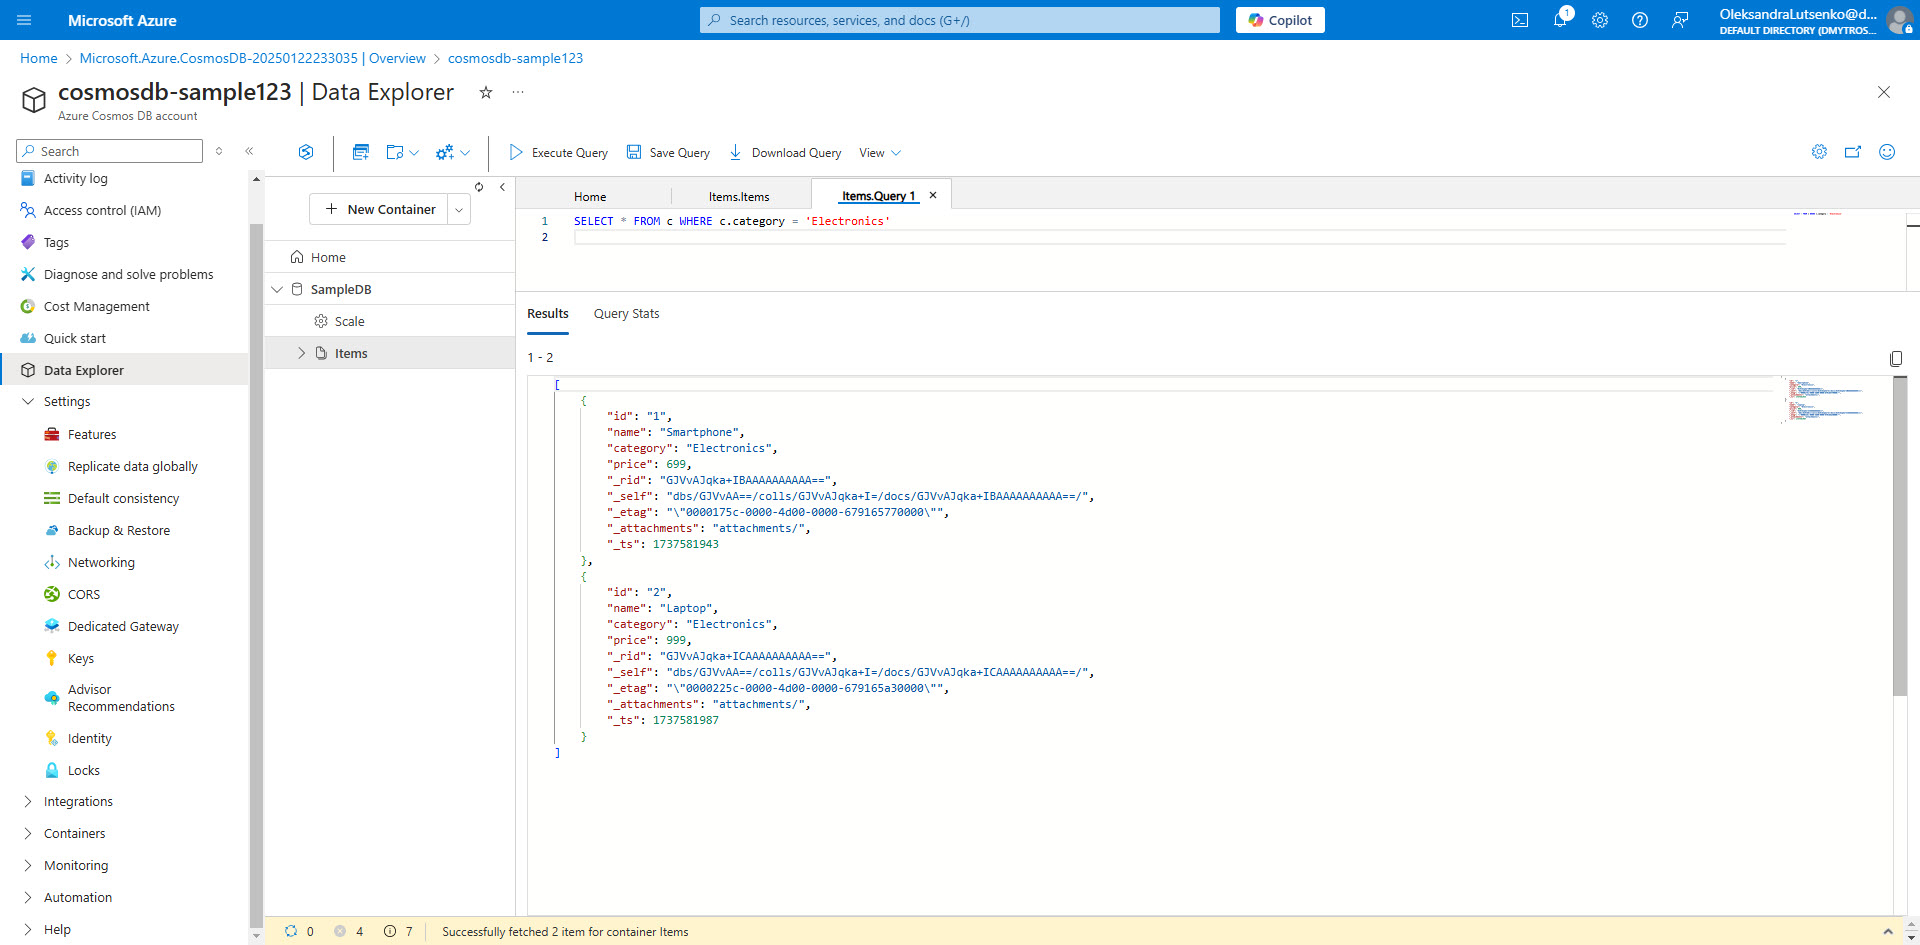 Microsoft Azure
Search resources, services, and docs (G+/)
Copilot
1
OleksandraLutsenko@d...
DEFAULT DIRECTORY (DMYTROS...
Home > Microsoft.Azure.CosmosDB-20250122233035 | Overview > cosmosdb-sample123
cosmosdb-sample123 | Data Explorer
Azure Cosmos DB account
Search
Activity log
Access control (IAM)
Tags
Diagnose and solve problems
Cost Management
Quick start
Data Explorer
Settings
Features
Replicate data globally
Default consistency
Backup & Restore
Networking
CORS
Dedicated Gateway
Keys
Advisor
Recommendations
Identity
Locks
Integrations
Containers
Monitoring
Automation
Help
Execute Query
Save Query
Download Query
View
New Container
Home
SampleDB
Scale
Items
Home
Items.Items
Items.Query 1
1 SELECT * FROM c WHERE c.category = 'Electronics'
2
Results
Query Stats
1 - 2
[
{
"id": "1",
"name": "Smartphone",
"category": "Electronics",
"price": 699,
"_rid": "GJVvAJqka+IBAAAAAAAAAA==",
"_self": "dbs/GJVvAA==/colls/GJVvAJqka+I=/docs/GJVvAJqka+IBAAAAAAAAAA==/",
"_etag": "\"0000175c-0000-4d00-0000-679165770000\"",
"_attachments": "attachments/",
"_ts": 1737581943
},
{
"id": "2",
"name": "Laptop",
"category": "Electronics",
"price": 999,
"_rid": "GJVvAJqka+ICAAAAAAAAAA==",
"_self": "dbs/GJVvAA==/colls/GJVvAJqka+I=/docs/GJVvAJqka+ICAAAAAAAAAA==/",
"_etag": "\"0000225c-0000-4d00-0000-679165a30000\"",
"_attachments": "attachments/",
"_ts": 1737581987
}
]
0 4 7 Successfully fetched 2 item for container Items